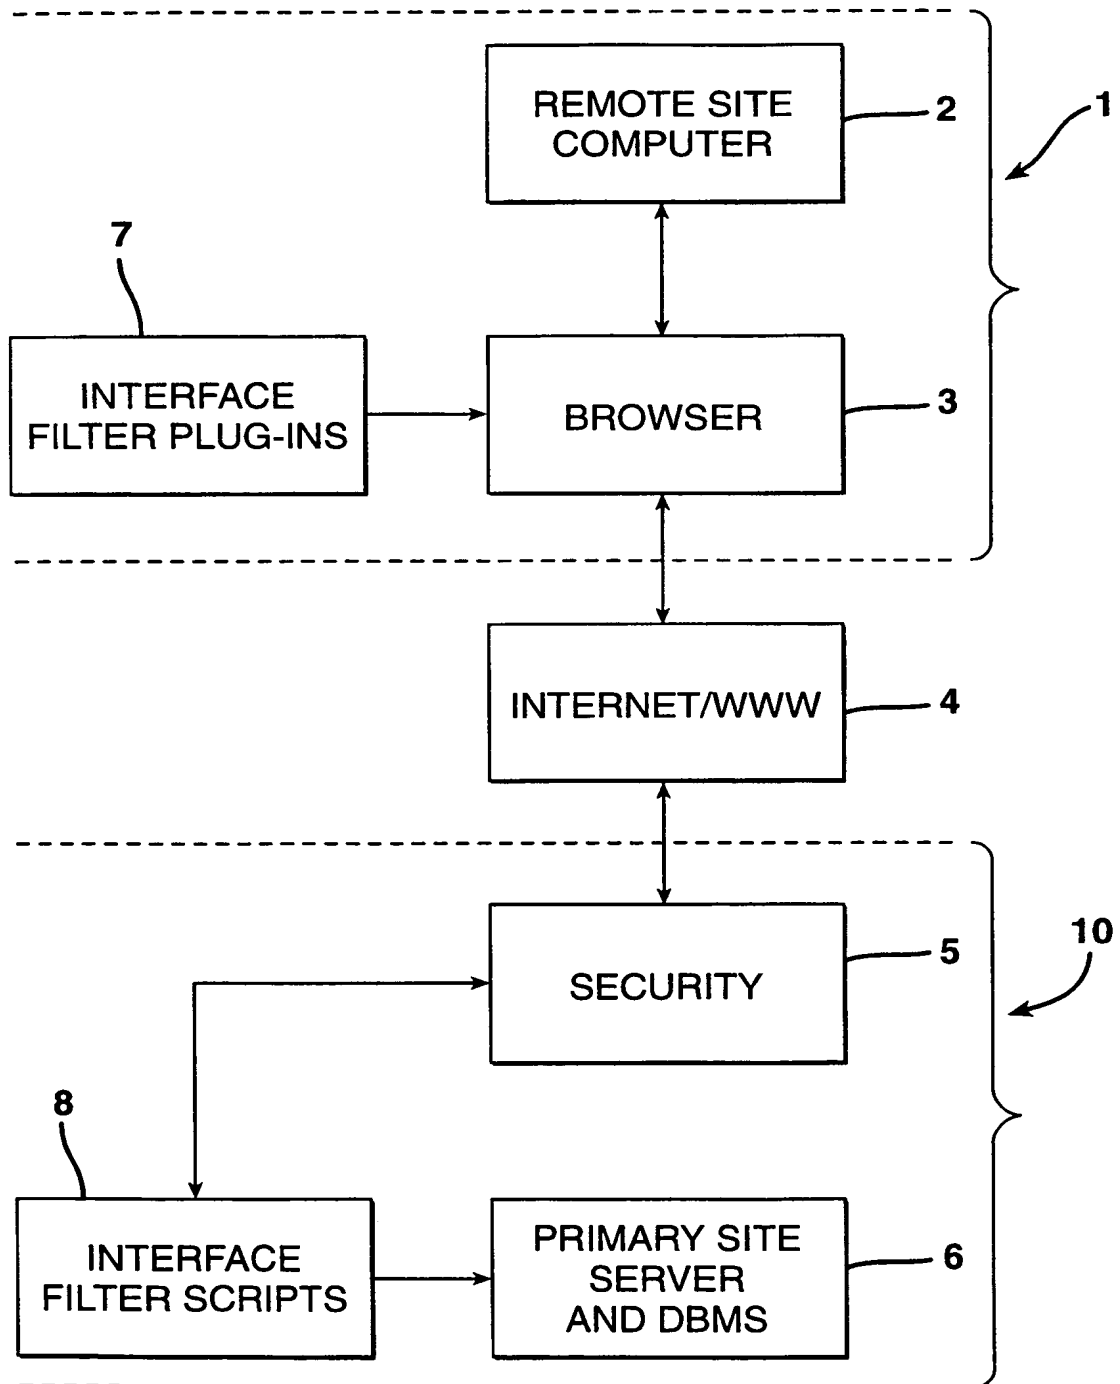 REMOTE SITE
COMPUTER
2
1
7
INTERFACE
FILTER PLUG-INS
BROWSER
3
INTERNET/WWW
4
SECURITY
5
10
8
INTERFACE
FILTER SCRIPTS
PRIMARY SITE
SERVER
AND DBMS
6